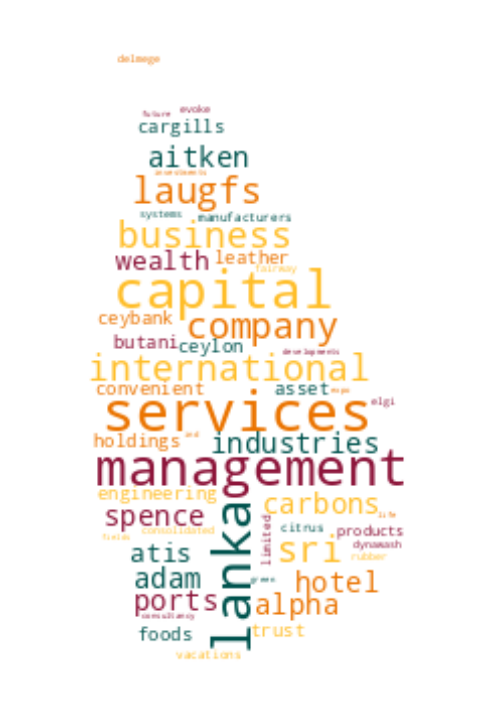 delmege
future evoke
cargills
aitken
investments
laugfs
systems manufacturers
business
wealth leather
fairway
capital
ceybank company
butani ceylon developments
international
convenient asset expo
services elgi
holdings and industries
management
engineering carbons
spence consolidated citrus life
fields limited products
atis lanka sri dynawash
rubber
adam green hotel
ports alpha
consultancy
foods trust
vacations